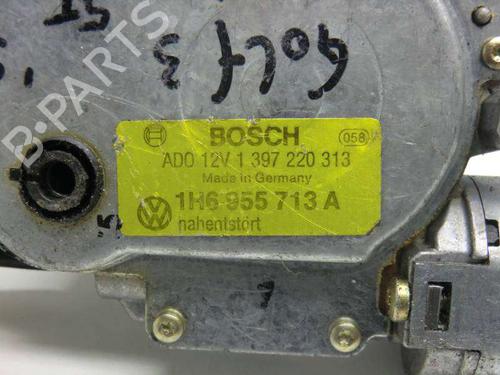 GOLF 3
B-PARTS
BOSCH
058
ADO 12V 1 397 220 313
Made in Germany
1H6 955 713 A
nahentstört